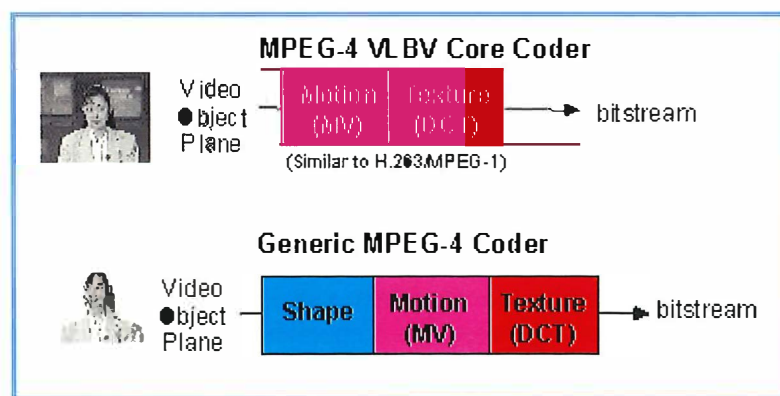 MPEG-4 VLBV Core Coder
Video
Object
Plane
Motion
(MV)
Texture
(DCT)
bitstream
(Similar to H.263/MPEG-1)
Generic MPEG-4 Coder
Video
Object
Plane
Shape
Motion
(MV)
Texture
(DCT)
bitstream